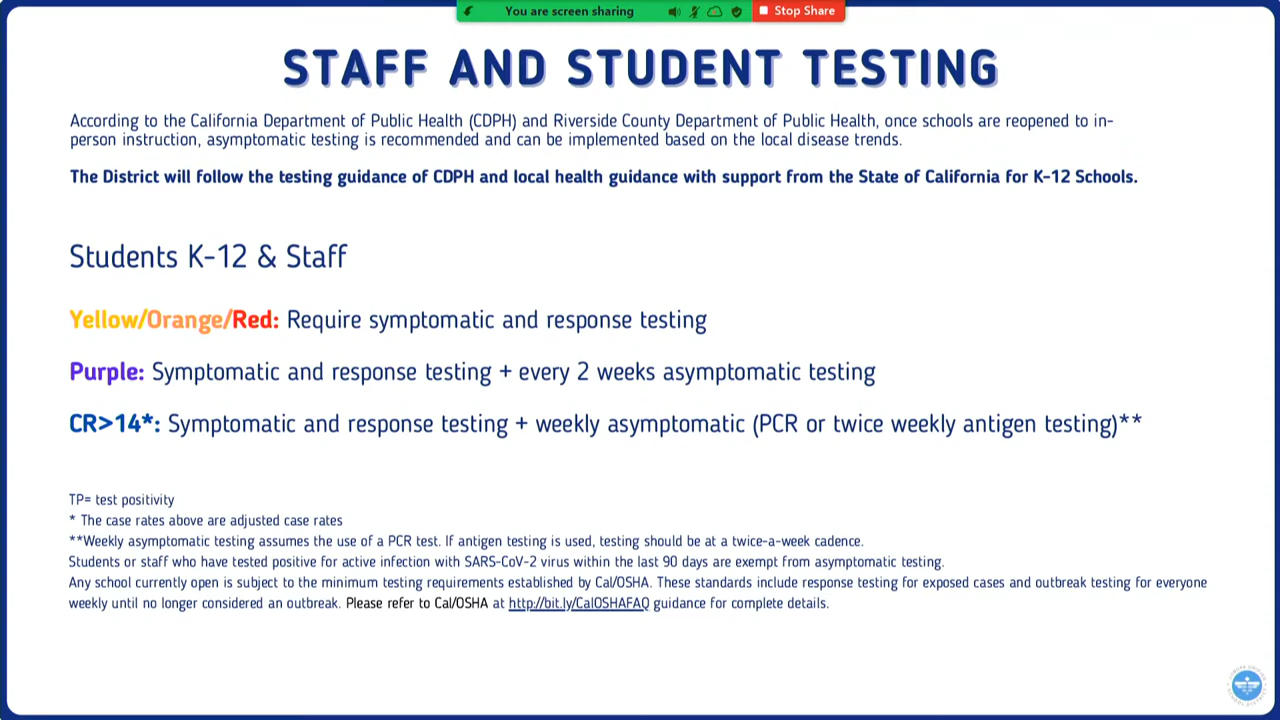 You are screen sharing
Stop Share
STAFF AND STUDENT TESTING
According to the California Department of Public Health (CDPH) and Riverside County Department of Public Health, once schools are reopened to in-
person instruction, asymptomatic testing is recommended and can be implemented based on the local disease trends.
The District will follow the testing guidance of CDPH and local health guidance with support from the State of California for K-12 Schools.
Students K-12 & Staff
Yellow/Orange/Red: Require symptomatic and response testing
Purple: Symptomatic and response testing + every 2 weeks asymptomatic testing
CR>14*: Symptomatic and response testing + weekly asymptomatic (PCR or twice weekly antigen testing)**
TP= test positivity
* The case rates above are adjusted case rates
**Weekly asymptomatic testing assumes the use of a PCR test. If antigen testing is used, testing should be at a twice-a-week cadence.
Students or staff who have tested positive for active infection with SARS-CoV-2 virus within the last 90 days are exempt from asymptomatic testing.
Any school currently open is subject to the minimum testing requirements established by Cal/OSHA. These standards include response testing for exposed cases and outbreak testing for everyone
weekly until no longer considered an outbreak. Please refer to Cal/OSHA at http://bit.ly/CalOSHAFAQ guidance for complete details.